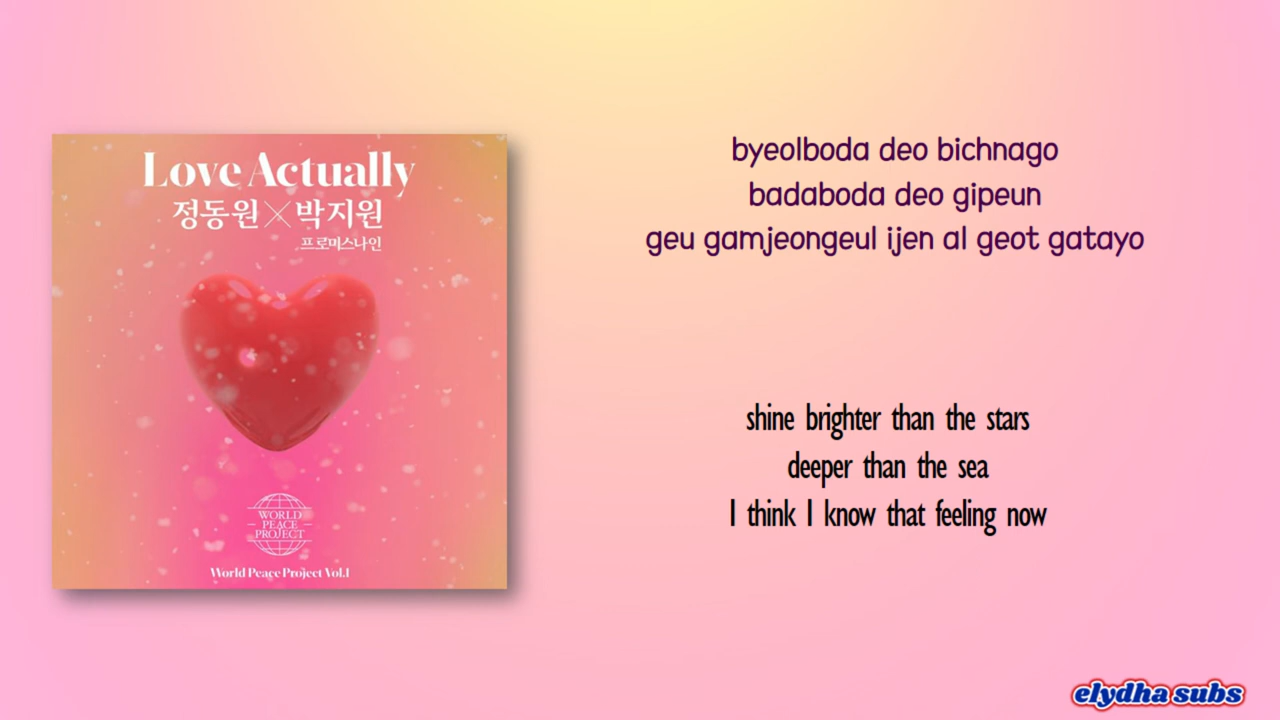 Love Actually
정동원×박지원
프로미스나인
WORLD
PEACE
PROJECT
World Peace Project Vol.1
byeolboda deo bichnago
badaboda deo gipeun
geu gamjeongeul ijen al geot gatayo
shine brighter than the stars
deeper than the sea
I think I know that feeling now
elydha subs